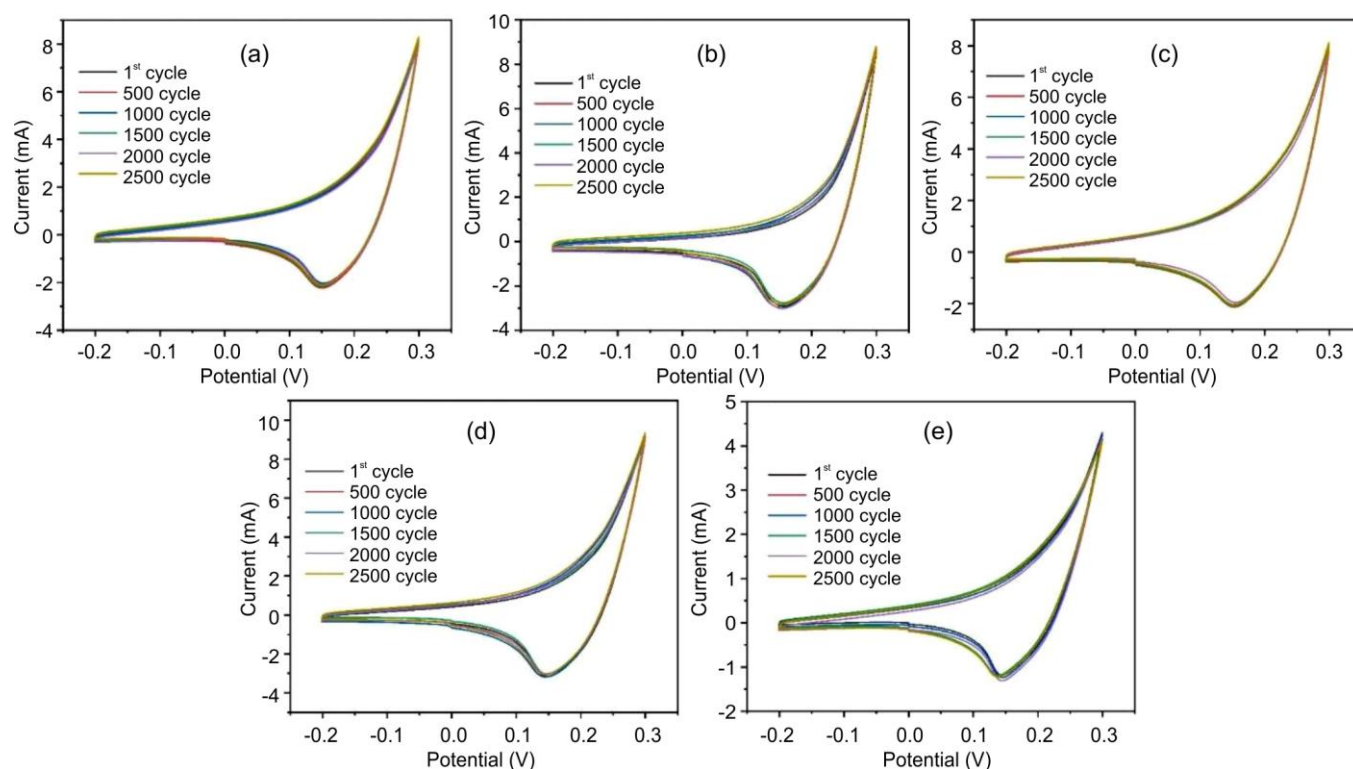 (a)
1st cycle
500 cycle
1000 cycle
1500 cycle
2000 cycle
2500 cycle
8
6
4
2
0
-2
-4
Current (mA)
-0.2 -0.1 0.0 0.1 0.2 0.3
Potential (V)
(b)
1st cycle
500 cycle
1000 cycle
1500 cycle
2000 cycle
2500 cycle
10
8
6
4
2
0
-2
-4
Current (mA)
-0.2 -0.1 0.0 0.1 0.2 0.3
Potential (V)
(c)
1st cycle
500 cycle
1000 cycle
1500 cycle
2000 cycle
2500 cycle
8
6
4
2
0
-2
Current (mA)
-0.2 -0.1 0.0 0.1 0.2 0.3
Potential (V)
(d)
1st cycle
500 cycle
1000 cycle
1500 cycle
2000 cycle
2500 cycle
10
8
6
4
2
0
-2
-4
Current (mA)
-0.2 -0.1 0.0 0.1 0.2 0.3
Potential (V)
(e)
1st cycle
500 cycle
1000 cycle
1500 cycle
2000 cycle
2500 cycle
5
4
3
2
1
0
-1
-2
Current (mA)
-0.2 -0.1 0.0 0.1 0.2 0.3
Potential (V)